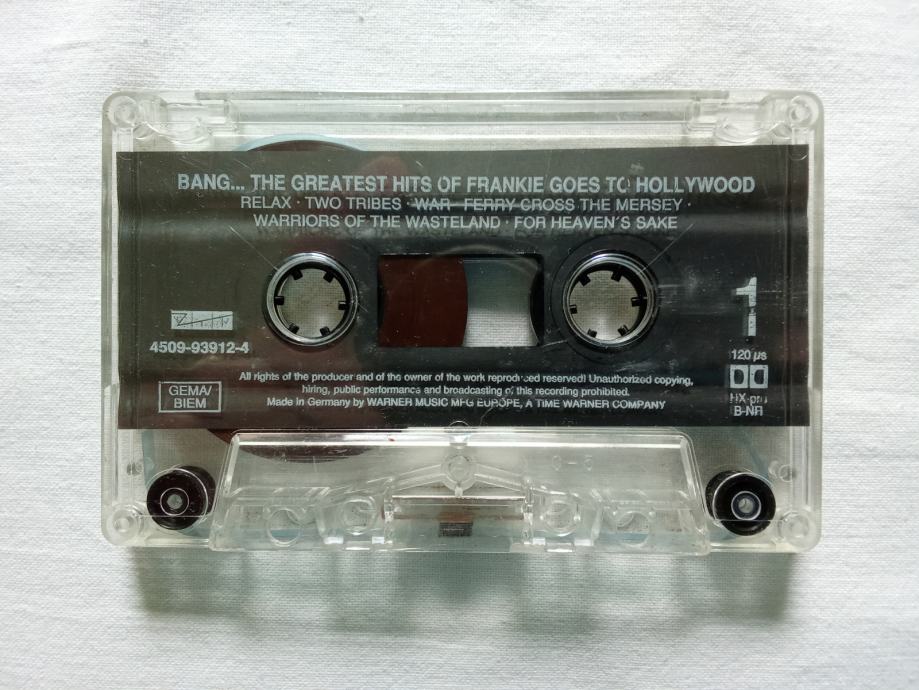 BANG... THE GREATEST HITS OF FRANKIE GOES TO HOLLYWOOD
RELAX · TWO TRIBES · WAR · FERRY CROSS THE MERSEY ·
WARRIORS OF THE WASTELAND · FOR HEAVEN´S SAKE
1
4509-93912-4
120 µs
All rights of the producer and of the owner of the work reproduced reserved! Unauthorized copying,
hiring, public performance and broadcasting of this recording prohibited.
Made in Germany by WARNER MUSIC MFG EUROPE, A TIME WARNER COMPANY
GEMA/
BIEM
HX-pro
B-NR